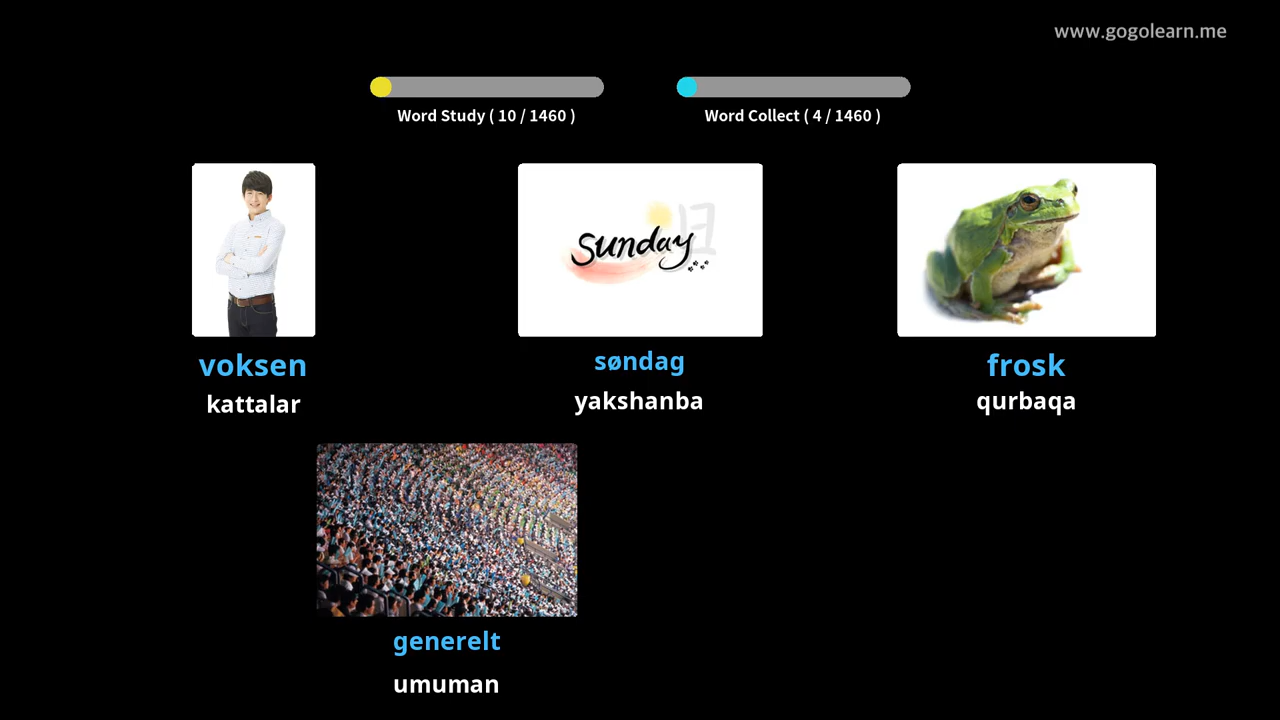 www.gogolearn.me
Word Study ( 10 / 1460 )
Word Collect ( 4 / 1460 )
Sunday
日
voksen
kattalar
søndag
yakshanba
frosk
qurbaqa
generelt
umuman